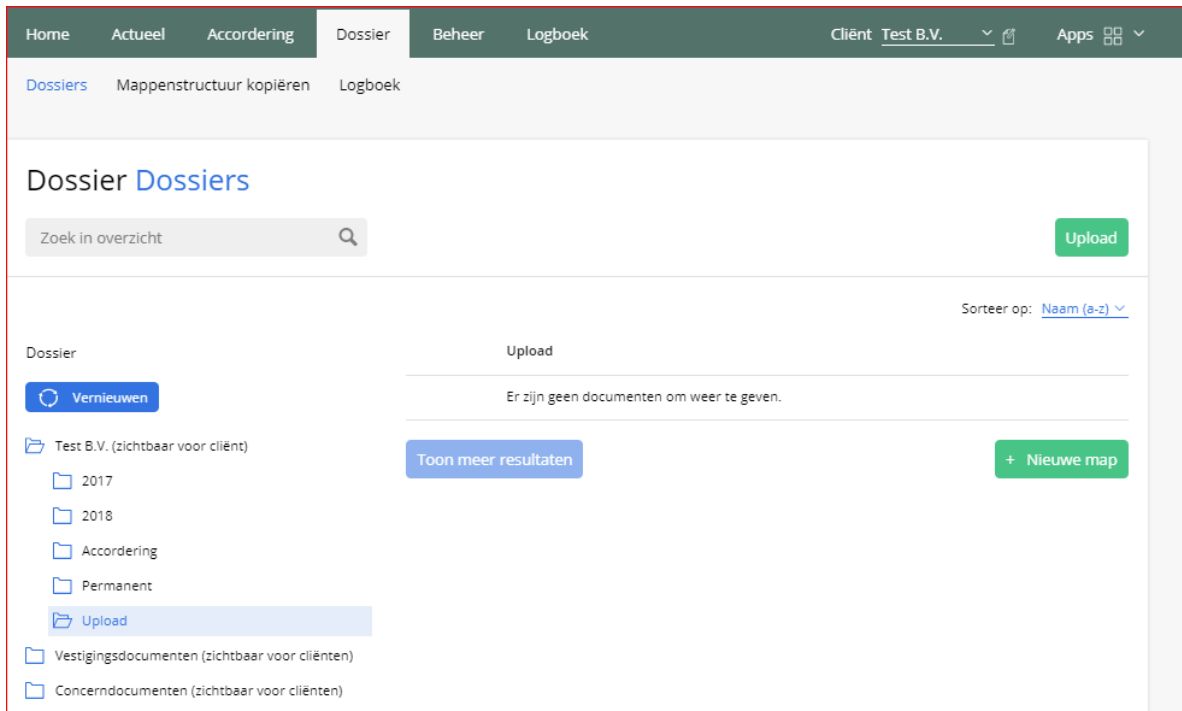 Home Actueel Accordering Dossier Beheer Logboek Cliënt Test B.V. Apps
Dossiers Mappenstructuur kopiëren Logboek
Dossier Dossiers
Zoek in overzicht Upload
Sorteer op: Naam (a-z)
Dossier
Upload
Vernieuwen
Er zijn geen documenten om weer te geven.
Test B.V. (zichtbaar voor cliënt)
Toon meer resultaten + Nieuwe map
2017
2018
Accordering
Permanent
Upload
Vestigingsdocumenten (zichtbaar voor cliënten)
Concerndocumenten (zichtbaar voor cliënten)